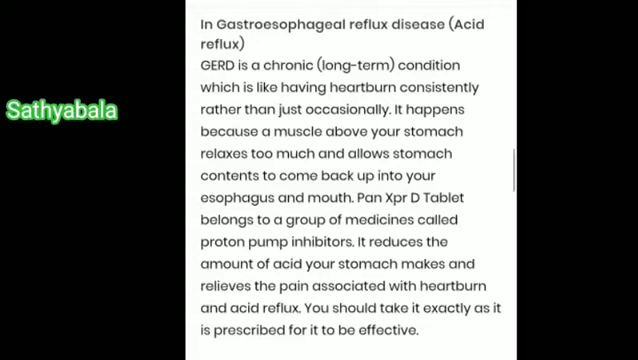 In Gastroesophageal reflux disease (Acid
reflux)
GERD is a chronic (long-term) condition
which is like having heartburn consistently
rather than just occasionally. It happens
because a muscle above your stomach
relaxes too much and allows stomach
contents to come back up into your
esophagus and mouth. Pan Xpr D Tablet
belongs to a group of medicines called
proton pump inhibitors. It reduces the
amount of acid your stomach makes and
relieves the pain associated with heartburn
and acid reflux. You should take it exactly as it
is prescribed for it to be effective.
Sathyabala